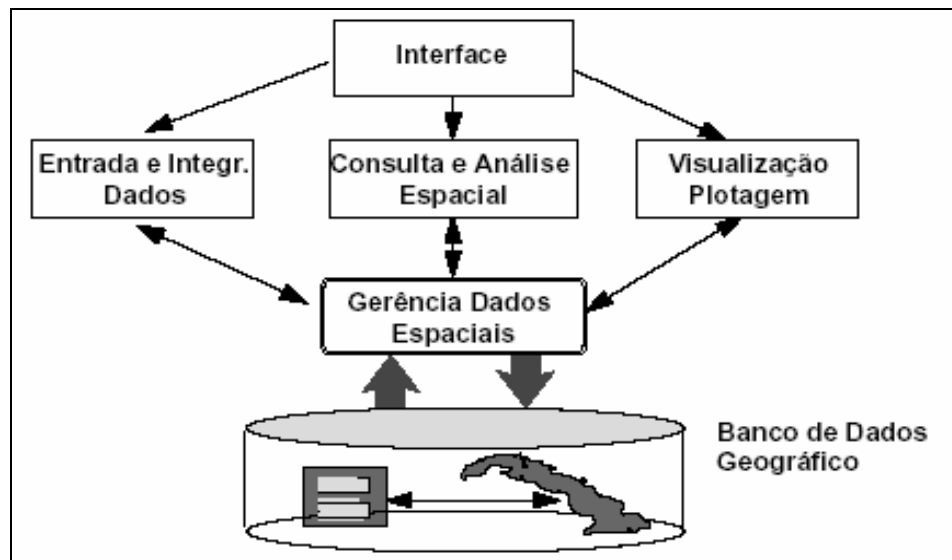 Interface
Entrada e Integr.
Dados
Consulta e Análise
Espacial
Visualização
Plotagem
Gerência Dados
Espaciais
Banco de Dados
Geográfico